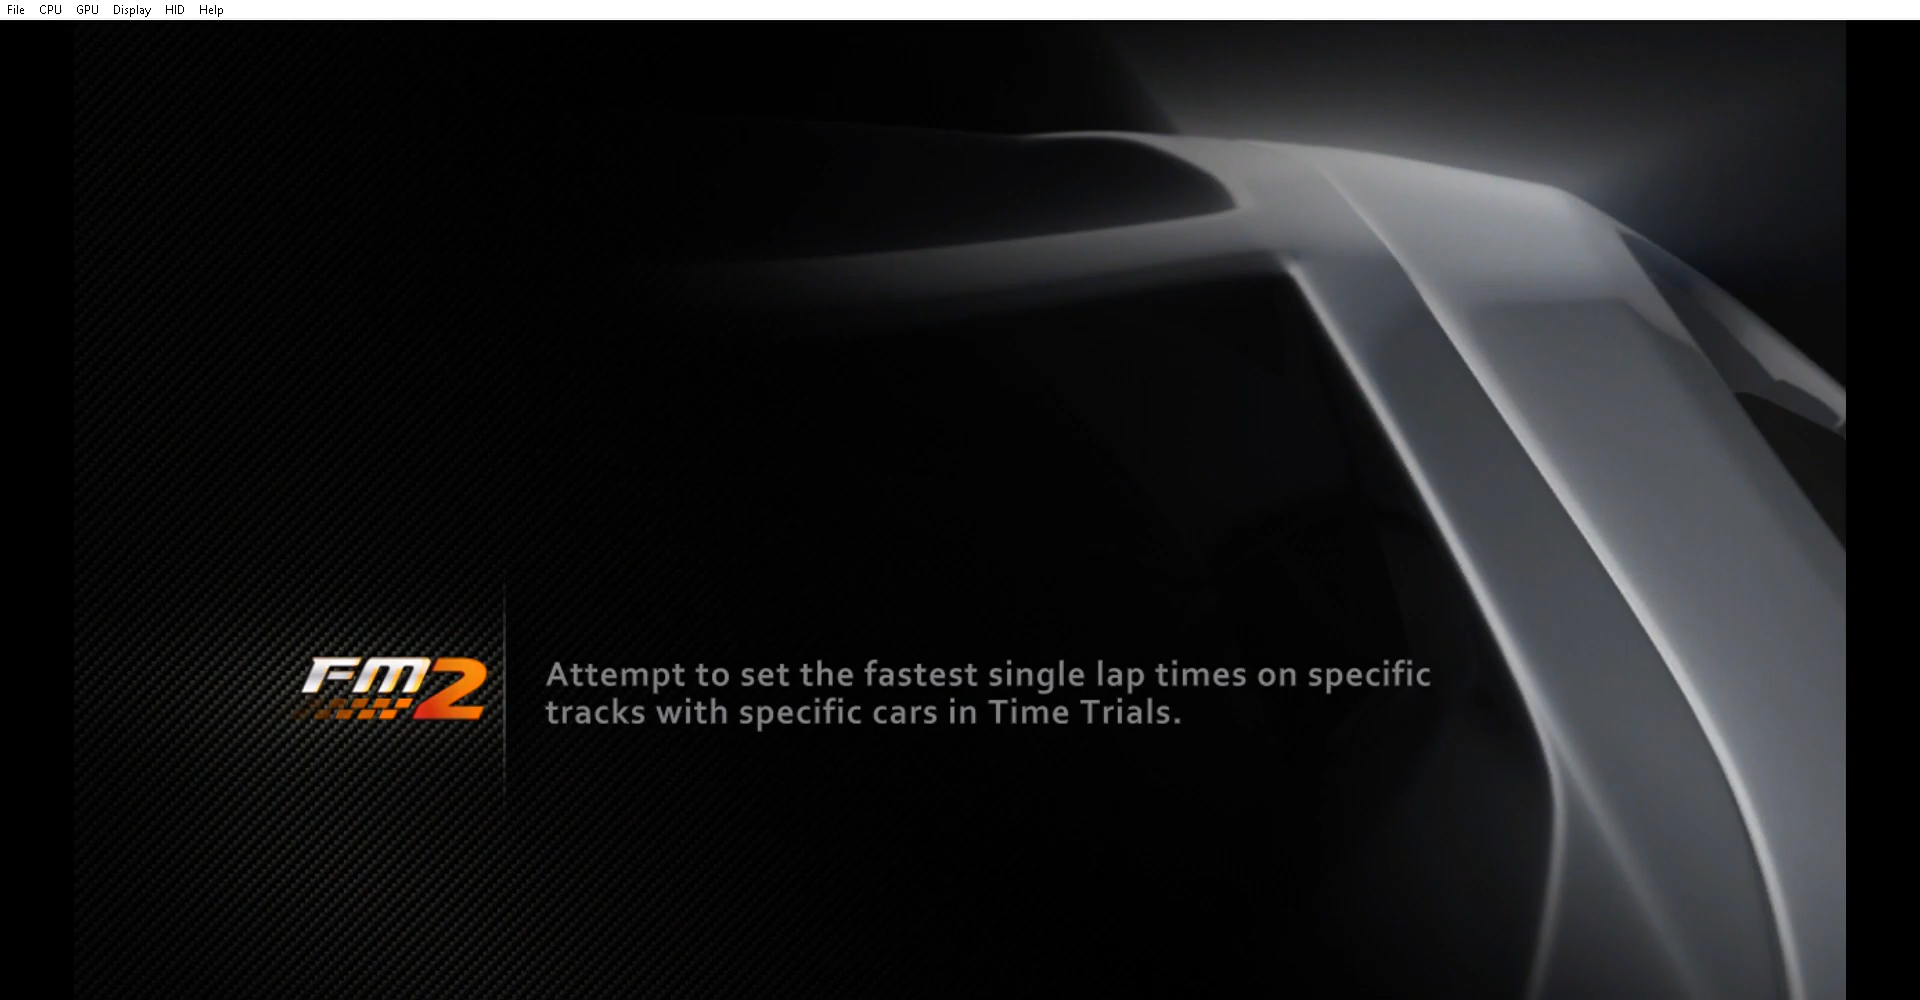 File CPU GPU Display HID Help
FM2
Attempt to set the fastest single lap times on specific
tracks with specific cars in Time Trials.